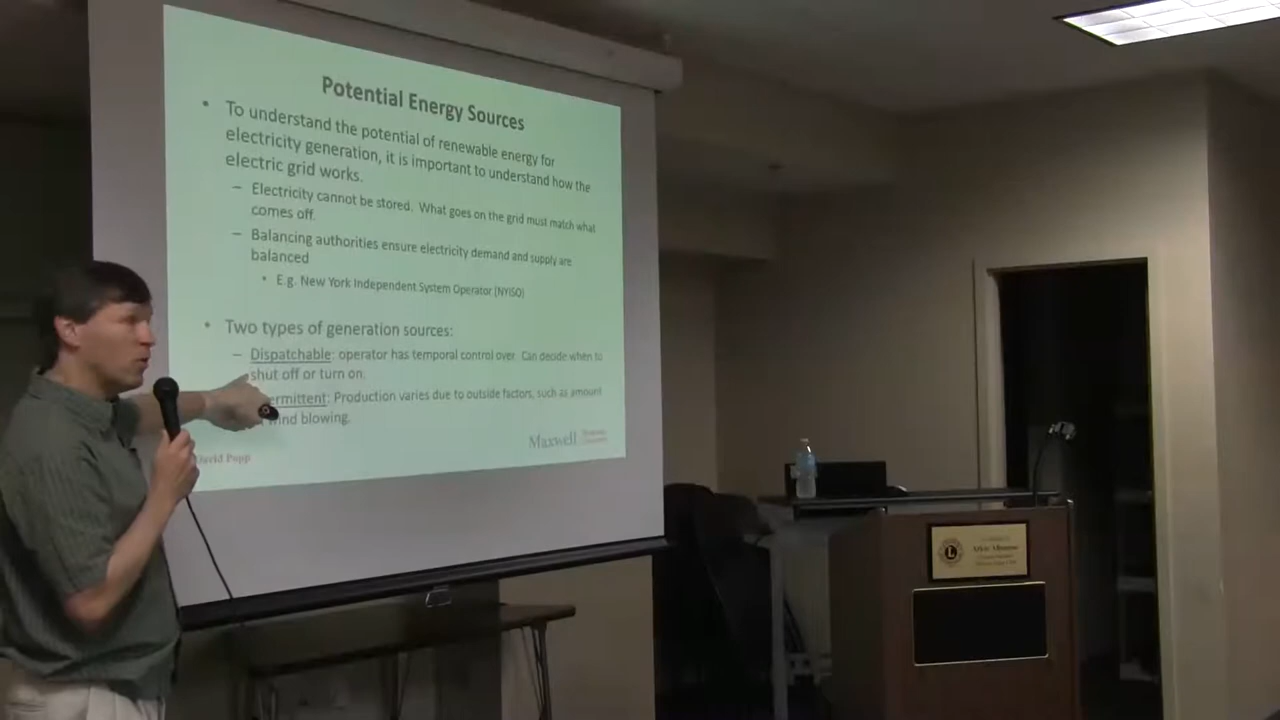 Potential Energy Sources
• To understand the potential of renewable energy for
electricity generation, it is important to understand how the
electric grid works.
– Electricity cannot be stored. What goes on the grid must match what
comes off.
– Balancing authorities ensure electricity demand and supply are
balanced
• E.g. New York Independent System Operator (NYISO)
• Two types of generation sources:
– Dispatchable: operator has temporal control over. Can decide when to
shut off or turn on.
ermittent: Production varies due to outside factors, such as amount
wind blowing.
David Popp
Maxwell
L